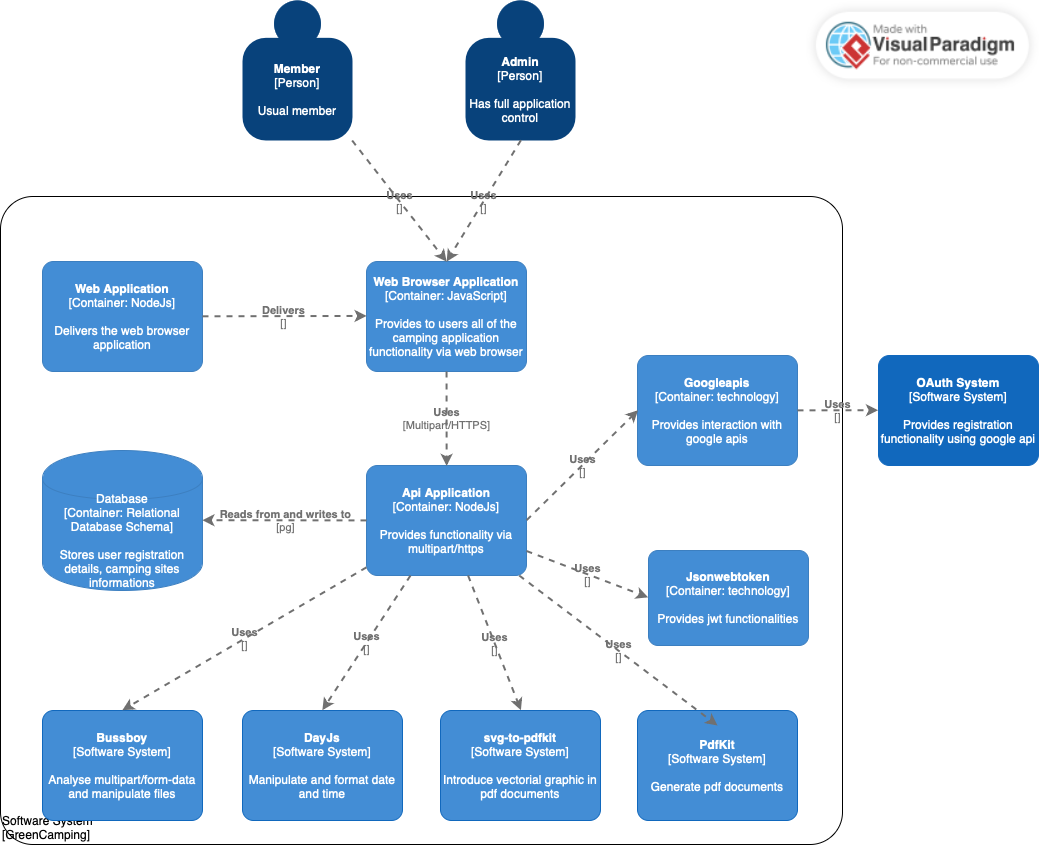 Made with
Visual Paradigm
For non-commercial use
Member
[Person]
Usual member
Admin
[Person]
Has full application
control
Uses
[]
Uses
[]
Web Application
[Container: NodeJs]
Delivers the web browser
application
Delivers
[]
Web Browser Application
[Container: JavaScript]
Provides to users all of the
camping application
functionality via web browser
Uses
[Multipart/HTTPS]
Googleapis
[Container: technology]
Provides interaction with
google apis
Uses
[]
OAuth System
[Software System]
Provides registration
functionality using google api
Database
[Container: Relational
Database Schema]
Stores user registration
details, camping sites
informations
Reads from and writes to
[pg]
Api Application
[Container: NodeJs]
Provides functionality via
multipart/https
Uses
[]
Uses
[]
Jsonwebtoken
[Container: technology]
Provides jwt functionalities
Uses
[]
Uses
[]
Uses
[]
Uses
[]
Bussboy
[Software System]
Analyse multipart/form-data
and manipulate files
DayJs
[Software System]
Manipulate and format date
and time
svg-to-pdfkit
[Software System]
Introduce vectorial graphic in
pdf documents
PdfKit
[Software System]
Generate pdf documents
Software System
[GreenCamping]